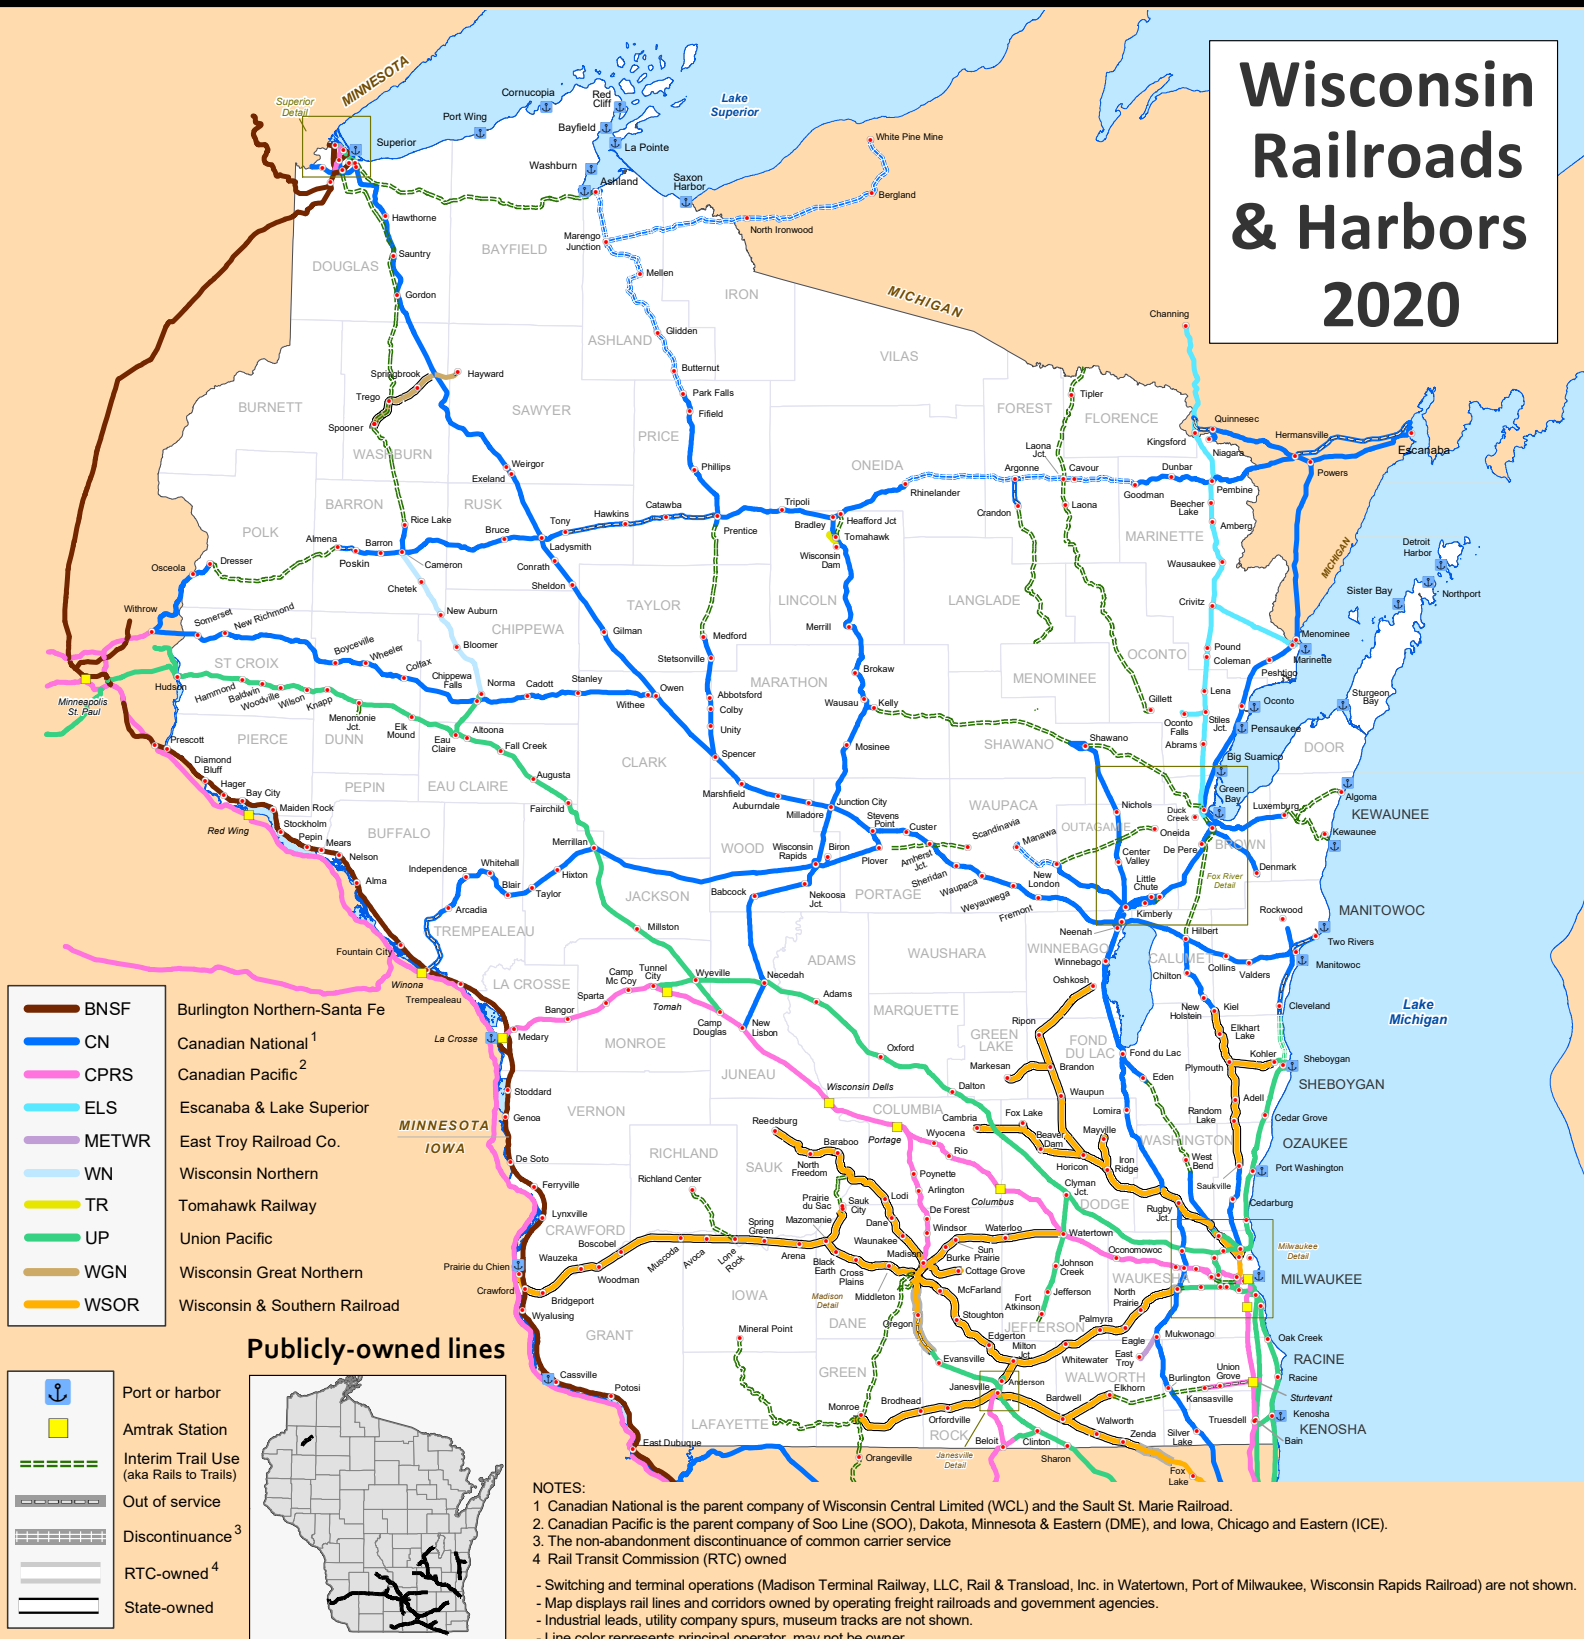 Wisconsin
Railroads
& Harbors
2020
MINNESOTA
Superior
Detail
Superior
Port Wing
Cornucopia
Red
Cliff
Bayfield
La Pointe
Washburn
Ashland
Saxon
Harbor
Lake
Superior
White Pine Mine
Bergland
North Ironwood
Marengo
Junction
Mellen
Glidden
Butternut
Park Falls
Fifield
Phillips
Hawthorne
Sauntry
Gordon
DOUGLAS
BAYFIELD
IRON
ASHLAND
VILAS
MICHIGAN
Channing
Springbrook
Hayward
Trego
Spooner
BURNETT
SAWYER
WASHBURN
PRICE
ONEIDA
FOREST
FLORENCE
Tipler
Laona
Jct.
Argonne
Cavour
Crandon
Laona
Goodman
Dunbar
Pembine
Beecher
Lake
Amberg
Quinnesec
Kingsford
Niagara
Hermansville
Powers
Escanaba
Weirgor
Exeland
BARRON
RUSK
POLK
Rice Lake
Almena
Barron
Poskin
Cameron
Chetek
Bruce
Tony
Ladysmith
Hawkins
Catawba
Prentice
Conrath
Sheldon
Tripoli
Bradley
Heafford Jct
Tomahawk
Wisconsin
Dam
Rhinelander
MARINETTE
Wausaukee
Crivitz
Detroit
Harbor
Sister Bay
Northport
MICHIGAN
Osceola
Dresser
Withrow
Somerset
New Richmond
New Auburn
Bloomer
CHIPPEWA
TAYLOR
LINCOLN
LANGLADE
Gilman
Medford
Stetsonville
Merrill
Brokaw
Menominee
Marinette
Peshtigo
Pound
Coleman
OCONTO
MENOMINEE
ST CROIX
Boyceville
Wheeler
Colfax
Chippewa
Falls
Norma
Cadott
Stanley
Withee
Owen
Abbotsford
Colby
Unity
Spencer
MARATHON
Wausau
Kelly
Mosinee
Minneapolis
St. Paul
Hudson
Hammond
Baldwin
Woodville
Wilson
Knapp
Menomonie
Jct.
Elk
Mound
Eau
Claire
Altoona
Fall Creek
Augusta
Fairchild
Lena
Gillett
Oconto
Falls
Stiles
Jct.
Abrams
Oconto
Pensaukee
Sturgeon
Bay
DOOR
Big Suamico
Prescott
PIERCE
DUNN
PEPIN
EAU CLAIRE
CLARK
SHAWANO
Shawano
Diamond
Bluff
Hager
Bay City
Maiden Rock
Stockholm
Pepin
Mears
Nelson
Alma
Red Wing
BUFFALO
Marshfield
Auburndale
Milladore
Junction City
Stevens
Point
Custer
Plover
Biron
Wisconsin
Rapids
WOOD
Nekoosa
Jct.
Babcock
PORTAGE
WAUPACA
OUTAGAMIE
Amherst
Jct.
Scandinavia
Manawa
Sheridan
Waupaca
Weyauwega
Fremont
New
London
Nichols
Center
Valley
Duck
Creek
Oneida
De Pere
Green
Bay
BROWN
Fox River
Detail
Little
Chute
Kimberly
Neenah
Luxemburg
Algoma
KEWAUNEE
Kewaunee
Denmark
Rockwood
MANITOWOC
Two Rivers
Manitowoc
Merrillan
Independence
Whitehall
Blair
Taylor
Hixton
Arcadia
JACKSON
TREMPEALEAU
Millston
Fountain City
Winona
Trempealeau
LA CROSSE
Camp
Mc Coy
Tunnel
City
Wyeville
Tomah
Sparta
Bangor
Necedah
Camp
Douglas
New
Lisbon
ADAMS
Adams
WAUSHARA
WINNEBAGO
Winnebago
Oshkosh
MARQUETTE
GREEN
LAKE
Ripon
FOND
DU LAC
Fond du Lac
CALUMET
Hilbert
Chilton
Collins
Valders
New
Holstein
Kiel
Elkhart
Lake
Cleveland
Kohler
Sheboygan
Plymouth
SHEBOYGAN
Lake
Michigan
La Crosse
Medary
MONROE
Stoddard
Genoa
VERNON
JUNEAU
Oxford
Dalton
Markesan
Brandon
Waupun
Eden
Lomira
Adell
Random
Lake
Cedar Grove
OZAUKEE
Wisconsin Dells
COLUMBIA
Portage
Cambria
Fox Lake
Beaver
Dam
Mayville
Iron
Ridge
Horicon
WASHINGTON
West
Bend
Port Washington
Saukville
Cedarburg
MINNESOTA
IOWA
De Soto
Ferryville
Lynxville
RICHLAND
Richland Center
SAUK
Reedsburg
Baraboo
North
Freedom
Wyocena
Rio
Poynette
Arlington
De Forest
Windsor
Columbus
Clyman
Jct.
DODGE
Rugby
Jct.
CRAWFORD
Prairie du Chien
Crawford
Wyalusing
Bridgeport
Wauzeka
Boscobel
Woodman
Muscoda
Avoca
Lone
Rock
Spring
Green
Prairie
du Sac
Mazomanie
Sauk
City
Arena
Black
Earth
Cross
Plains
Lodi
Dane
Waunakee
Madison
Madison
Detail
Middleton
Waterloo
Sun
Prairie
Burke
Cottage Grove
McFarland
Stoughton
Watertown
Johnson
Creek
Jefferson
Fort
Atkinson
JEFFERSON
Oconomowoc
WAUKESHA
Milwaukee
Detail
MILWAUKEE
North
Prairie
Palmyra
Eagle
East
Troy
Mukwonago
Oak Creek
RACINE
Racine
GRANT
IOWA
DANE
Oregon
Edgerton
Milton
Jct.
Whitewater
WALWORTH
Elkhorn
Burlington
Kansasville
Union
Grove
Sturtevant
Truesdell
Kenosha
KENOSHA
Bain
Mineral Point
GREEN
Evansville
Janesville
Anderson
Bardwell
Walworth
Zenda
Silver
Lake
Fox
Lake
Cassville
Potosi
East Dubuque
LAFAYETTE
Monroe
Brodhead
Orfordville
ROCK
Orangeville
Beloit
Janesville
Detail
Clinton
Sharon
BNSF Burlington Northern-Santa Fe
CN Canadian National 1
CPRS Canadian Pacific 2
ELS Escanaba & Lake Superior
METWR East Troy Railroad Co.
WN Wisconsin Northern
TR Tomahawk Railway
UP Union Pacific
WGN Wisconsin Great Northern
WSOR Wisconsin & Southern Railroad
Publicly-owned lines
Port or harbor
Amtrak Station
Interim Trail Use
(aka Rails to Trails)
Out of service
Discontinuance 3
RTC-owned 4
State-owned
NOTES:
1 Canadian National is the parent company of Wisconsin Central Limited (WCL) and the Sault St. Marie Railroad.
2. Canadian Pacific is the parent company of Soo Line (SOO), Dakota, Minnesota & Eastern (DME), and Iowa, Chicago and Eastern (ICE).
3. The non-abandonment discontinuance of common carrier service
4 Rail Transit Commission (RTC) owned
- Switching and terminal operations (Madison Terminal Railway, LLC, Rail & Transload, Inc. in Watertown, Port of Milwaukee, Wisconsin Rapids Railroad) are not shown.
- Map displays rail lines and corridors owned by operating freight railroads and government agencies.
- Industrial leads, utility company spurs, museum tracks are not shown.
- Line color represents principal operator, may not be owner